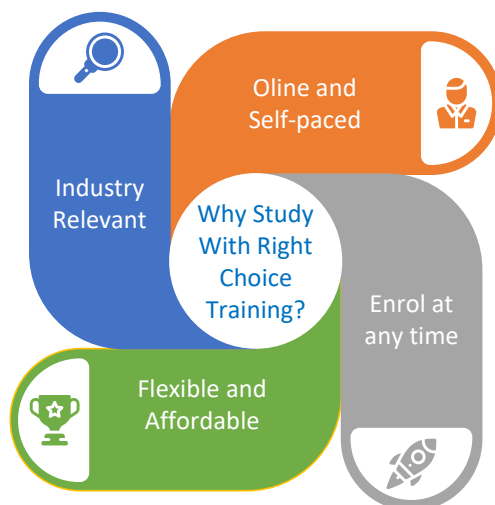 Oline and
Self-paced
Industry
Relevant
Why Study
With Right
Choice
Training?
Enrol at
any time
Flexible and
Affordable